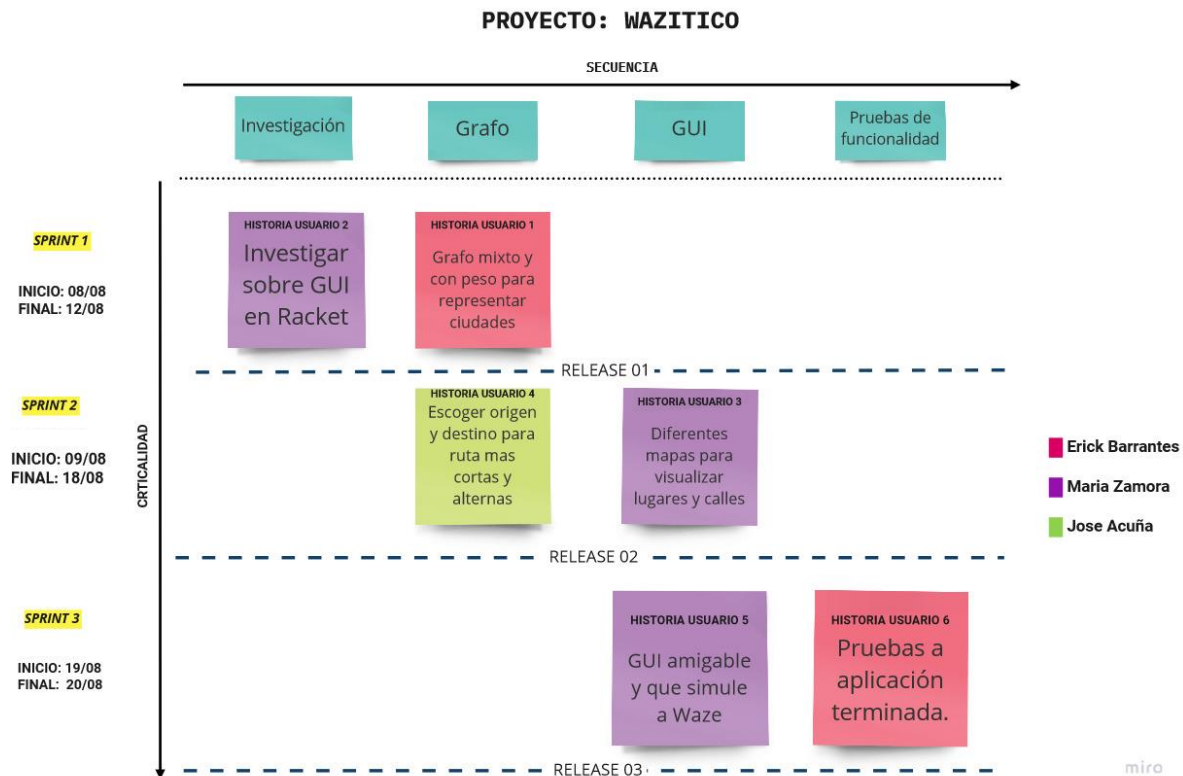 PROYECTO: WAZITICO
SECUENCIA
Investigación
Grafo
GUI
Pruebas de
funcionalidad
SPRINT 1
INICIO: 08/08
FINAL: 12/08
HISTORIA USUARIO 2
Investigar
sobre GUI
en Racket
HISTORIA USUARIO 1
Grafo mixto y
con peso para
representar
ciudades
RELEASE 01
SPRINT 2
INICIO: 09/08
FINAL: 18/08
CRTICALIDAD
HISTORIA USUARIO 4
Escoger origen
y destino para
ruta mas
cortas y
alternas
HISTORIA USUARIO 3
Diferentes
mapas para
visualizar
lugares y calles
Erick Barrantes
Maria Zamora
Jose Acuña
RELEASE 02
SPRINT 3
INICIO: 19/08
FINAL: 20/08
HISTORIA USUARIO 5
GUI amigable
y que simule
a Waze
HISTORIA USUARIO 6
Pruebas a
aplicación
terminada.
RELEASE 03
miro